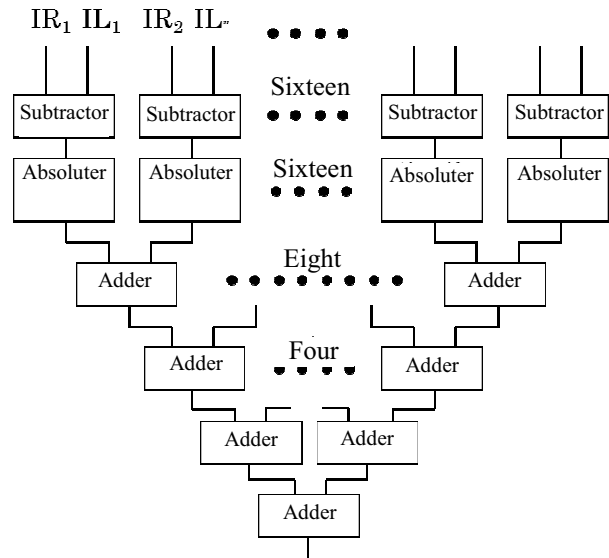 IR₁ IL₁ IR₂ IL
Sixteen
Subtractor Subtractor Subtractor Subtractor
Sixteen
Absoluter Absoluter Absoluter Absoluter
Eight
Adder Adder
Four
Adder Adder
Adder Adder
Adder